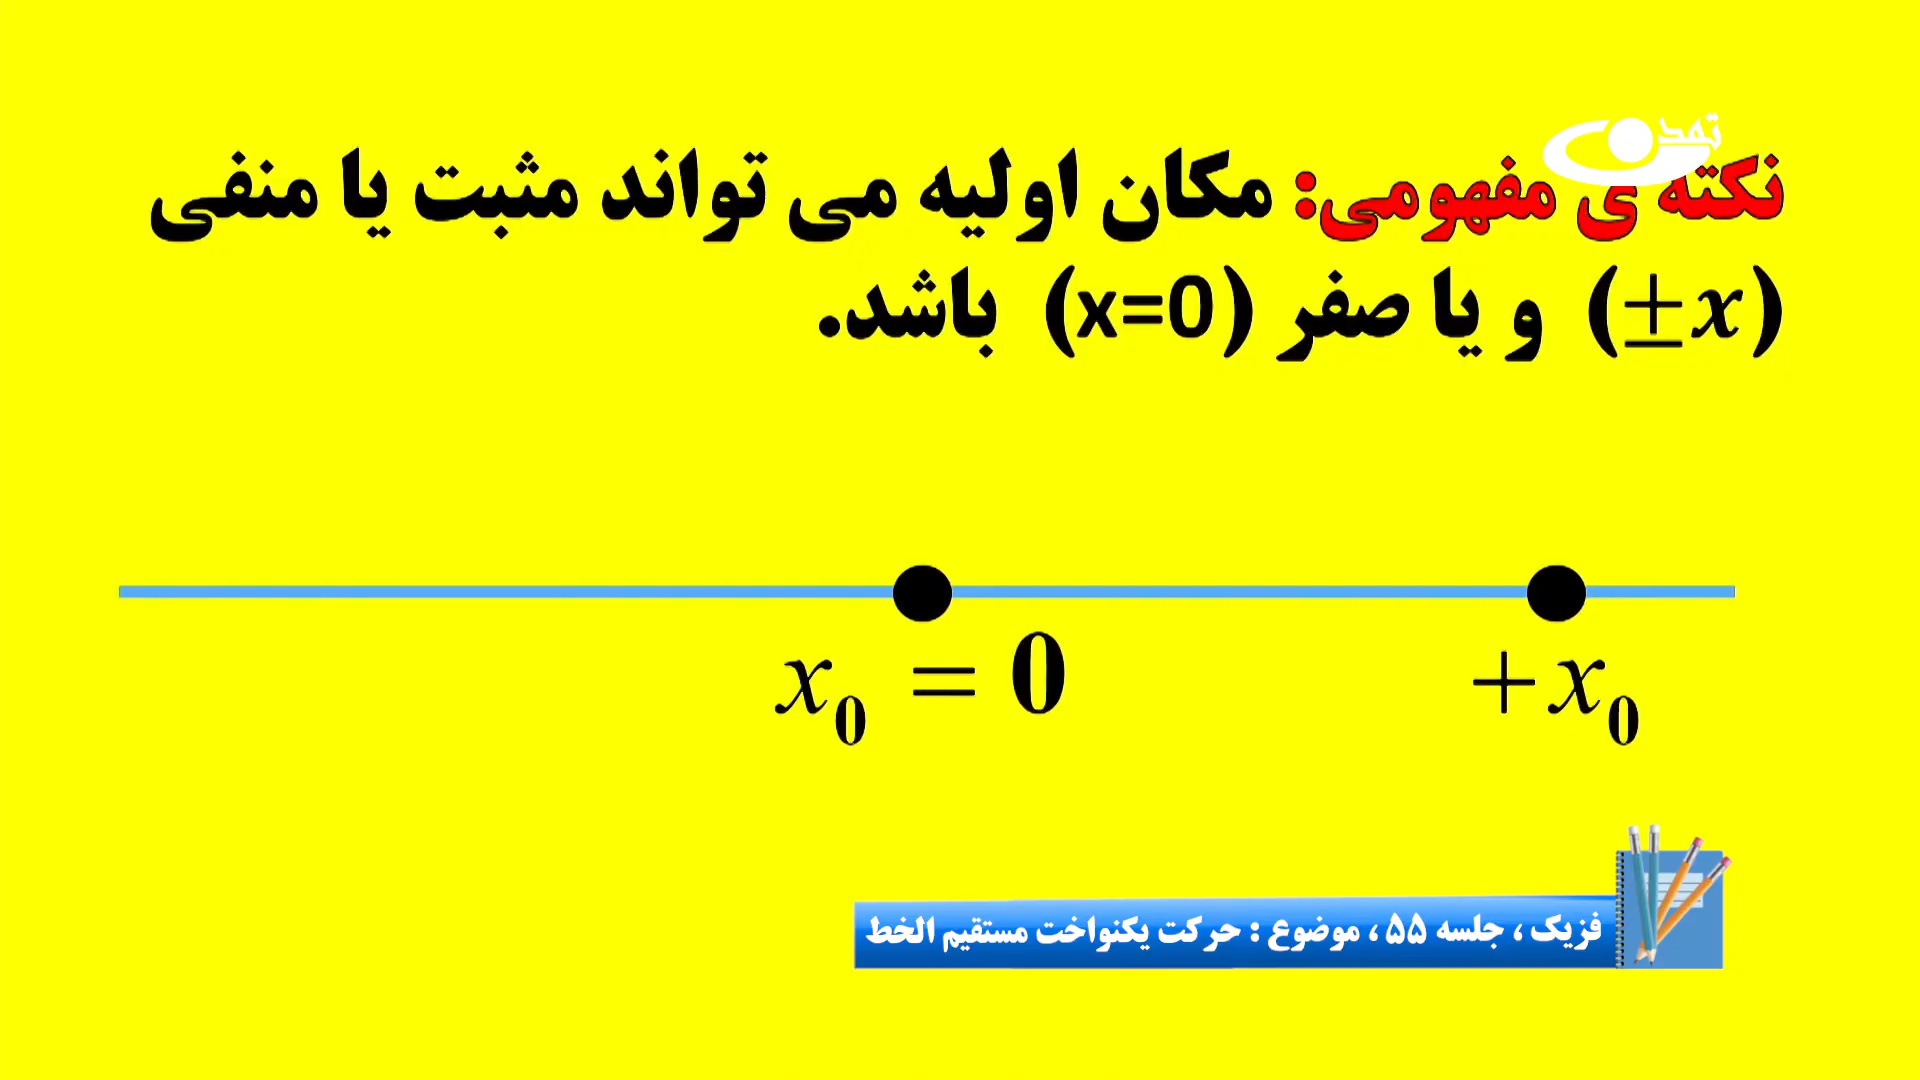 تمدن
نکته ی مفهومی: مکان اولیه می تواند مثبت یا منفی
(±x) و یا صفر (x=0) باشد.
x₀ = 0
+x₀
فزیک ، جلسه ۵۵ ، موضوع : حرکت یکنواخت مستقیم الخط